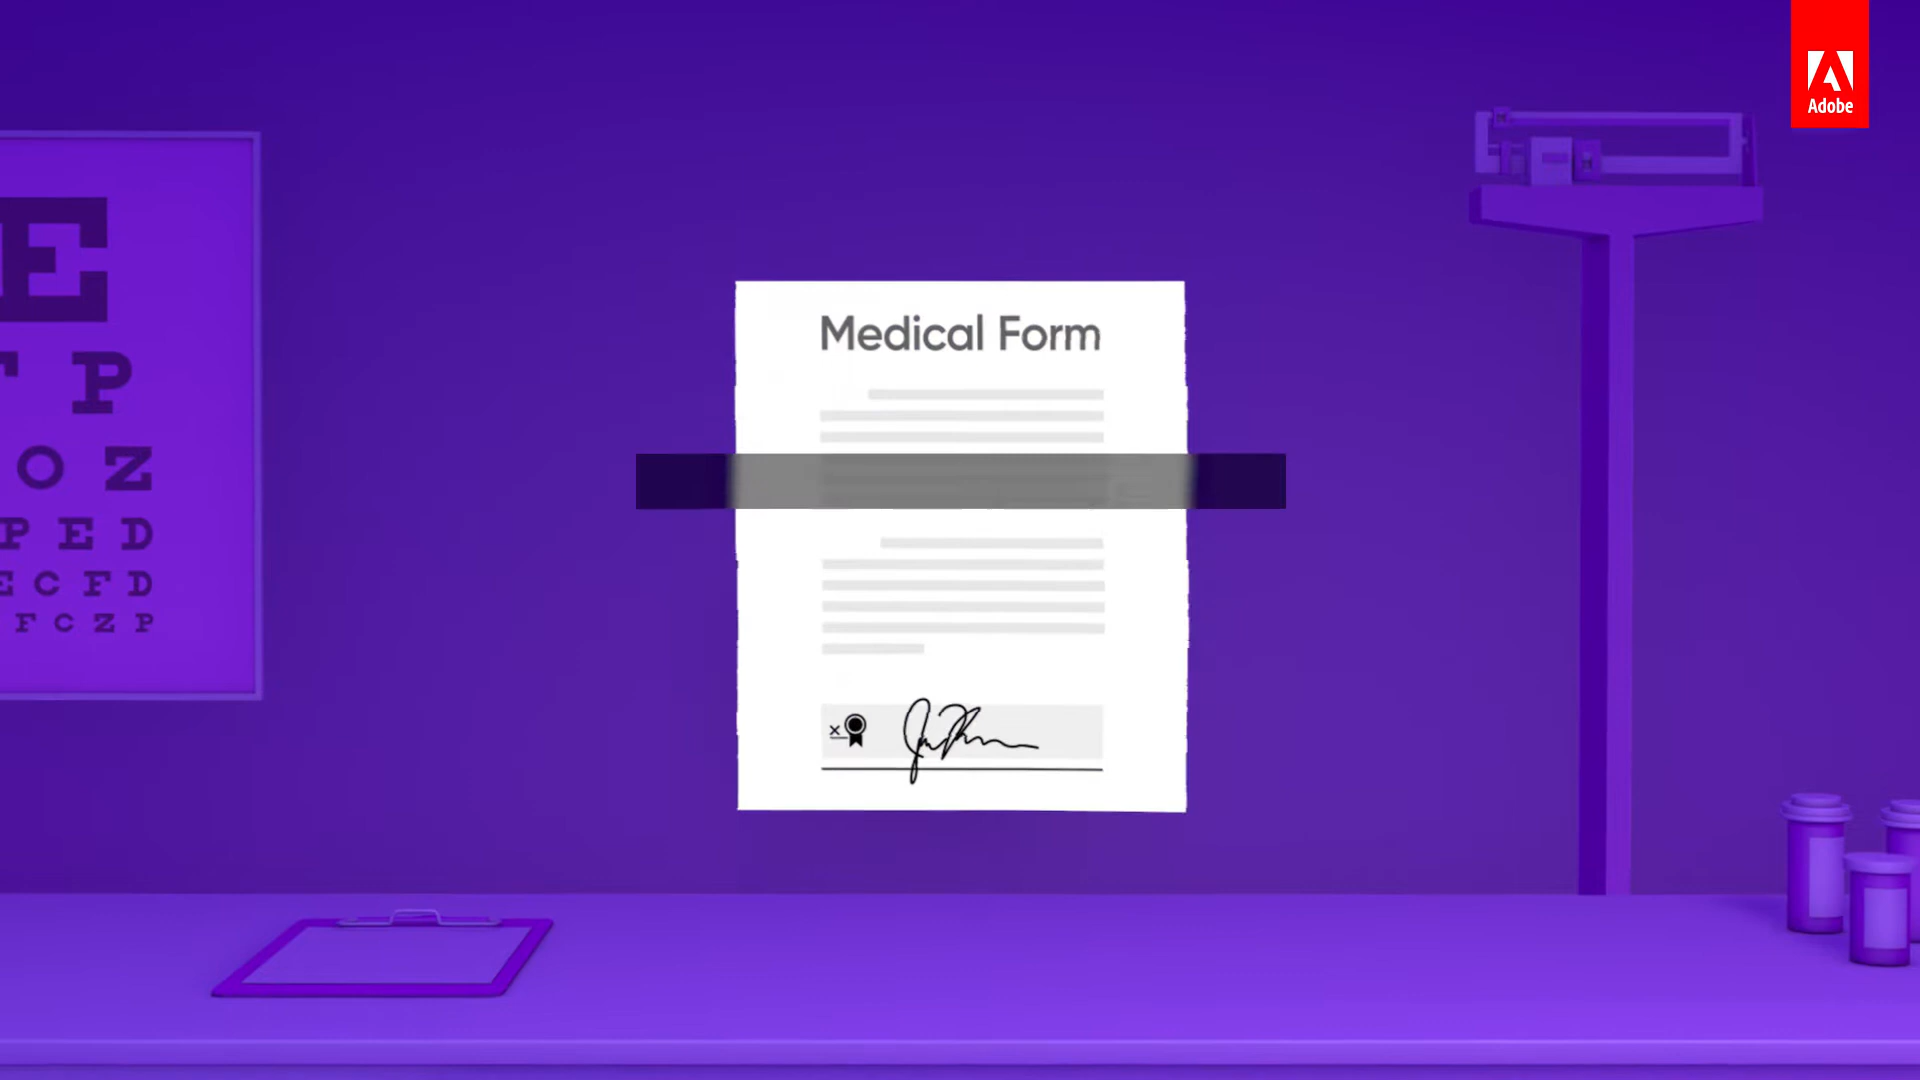 Adobe
E
P
O Z
P E D
E C F D
F C Z P
Medical Form
x